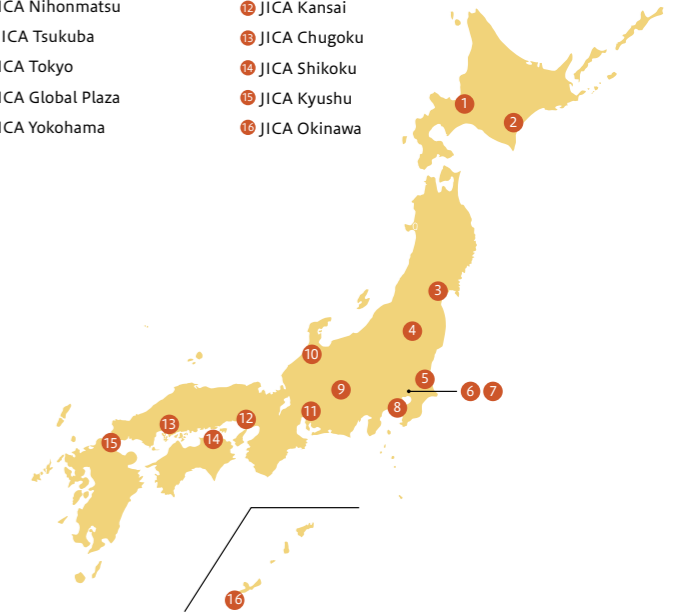 ICA Nihonmatsu
ICA Tsukuba
ICA Tokyo
ICA Global Plaza
ICA Yokohama
12 JICA Kansai
13 JICA Chugoku
14 JICA Shikoku
15 JICA Kyushu
16 JICA Okinawa
1
2
3
4
10
5
9
6 7
8
11
12
13
14
15
16